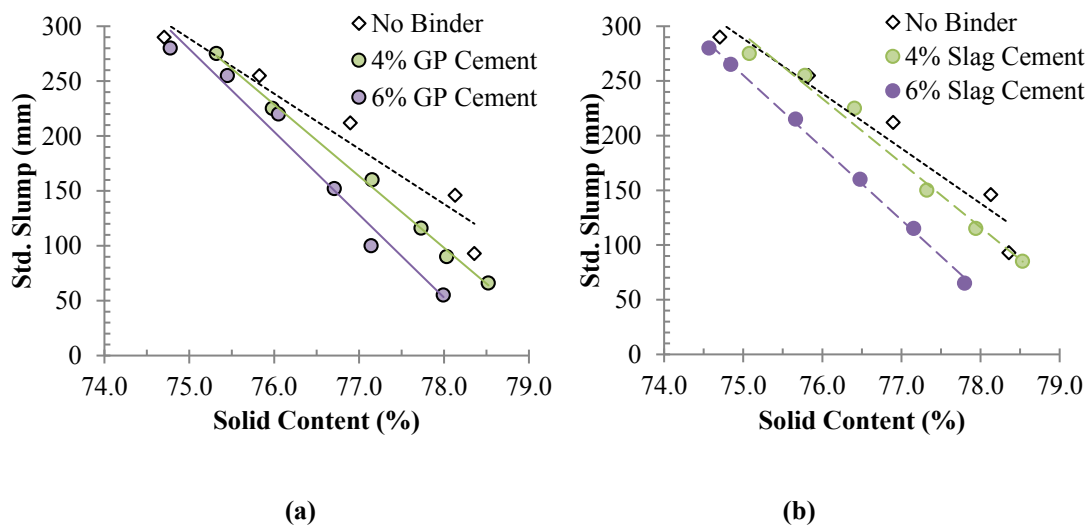 No Binder
4% GP Cement
6% GP Cement
Std. Slump (mm)
300
250
200
150
100
50
0
74.0 75.0 76.0 77.0 78.0 79.0
Solid Content (%)
(a)
No Binder
4% Slag Cement
6% Slag Cement
Std. Slump (mm)
300
250
200
150
100
50
0
74.0 75.0 76.0 77.0 78.0 79.0
Solid Content (%)
(b)